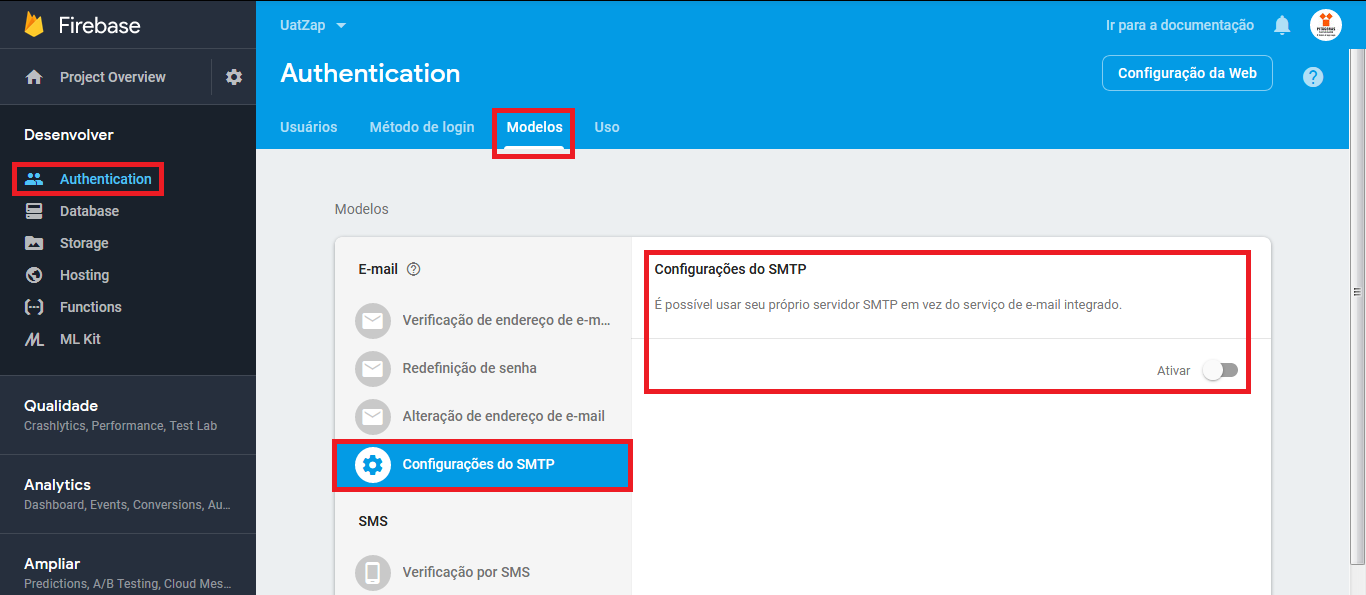 Firebase
UatZap
Ir para a documentação
Project Overview
Authentication
Configuração da Web
Usuários
Método de login
Modelos
Uso
Desenvolver
Authentication
Database
Storage
Hosting
Functions
ML Kit
Qualidade
Crashlytics, Performance, Test Lab
Analytics
Dashboard, Events, Conversions, Au...
Ampliar
Predictions, A/B Testing, Cloud Mes...
Modelos
E-mail
Verificação de endereço de e-m...
Redefinição de senha
Alteração de endereço de e-mail
Configurações do SMTP
SMS
Verificação por SMS
Configurações do SMTP
É possível usar seu próprio servidor SMTP em vez do serviço de e-mail integrado.
Ativar